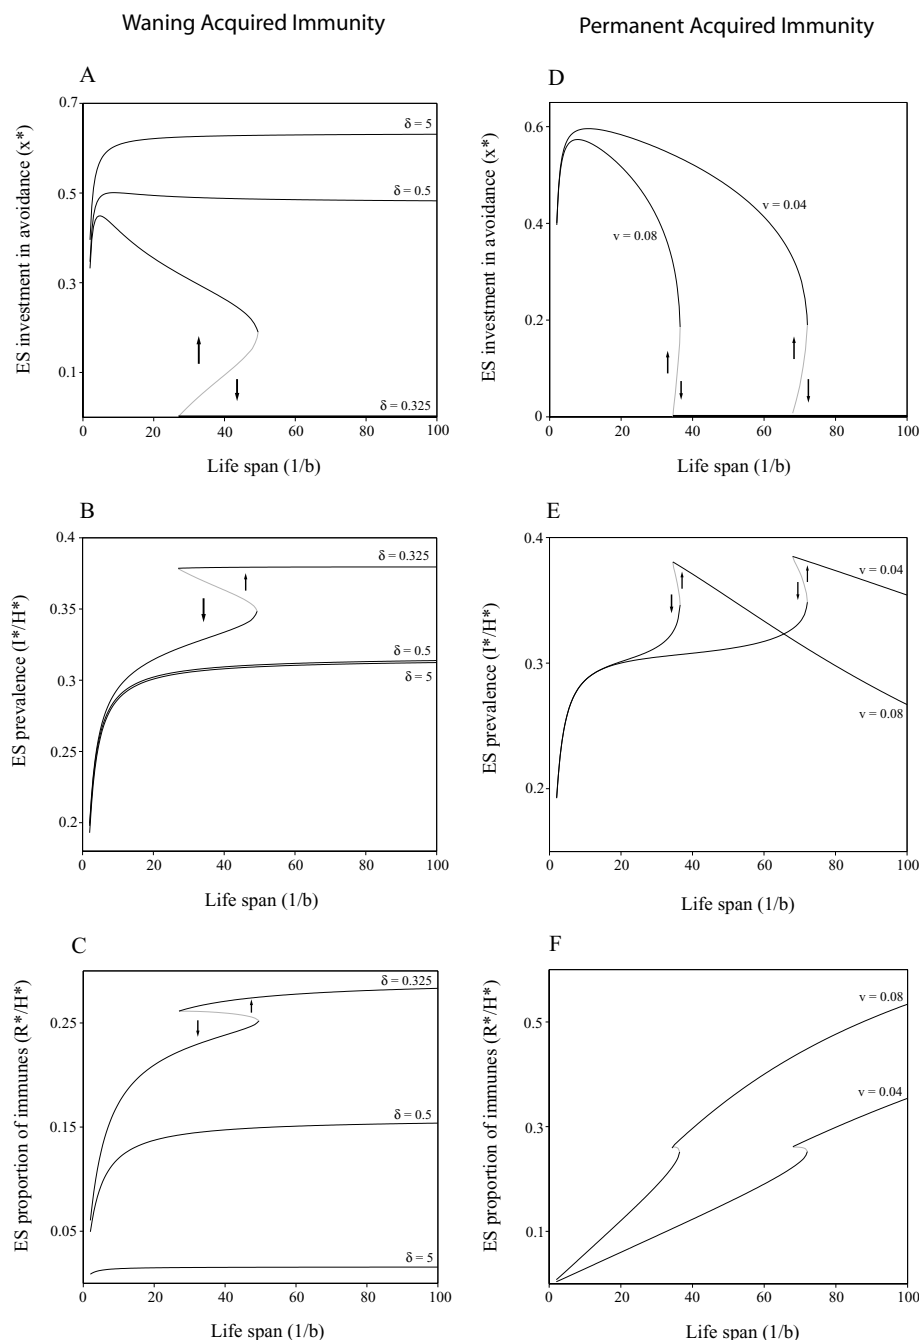 Waning Acquired Immunity
Permanent Acquired Immunity
A
ES investment in avoidance (x*)
0.7
0.5
0.3
0.1
δ = 5
δ = 0.5
δ = 0.325
0 20 40 60 80 100
Life span (1/b)
D
ES investment in avoidance (x*)
0.6
0.4
0.2
0
v = 0.04
v = 0.08
0 20 40 60 80 100
Life span (1/b)
B
ES prevalence (I*/H*)
0.4
0.35
0.3
0.25
0.2
δ = 0.325
δ = 0.5
δ = 5
0 20 40 60 80 100
Life span (1/b)
E
ES prevalence (I*/H*)
0.4
0.3
0.2
v = 0.04
v = 0.08
0 20 40 60 80 100
Life span (1/b)
C
ES proportion of immunes (R*/H*)
0.25
0.15
0.05
δ = 0.325
δ = 0.5
δ = 5
0 20 40 60 80 100
Life span (1/b)
F
ES proportion of immunes (R*/H*)
0.5
0.3
0.1
v = 0.08
v = 0.04
0 20 40 60 80 100
Life span (1/b)